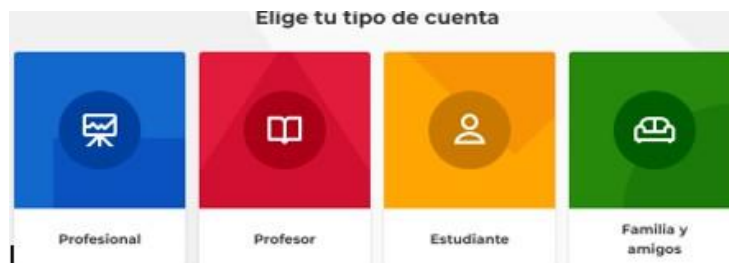 Elige tu tipo de cuenta
Profesional
Profesor
Estudiante
Familia y
amigos